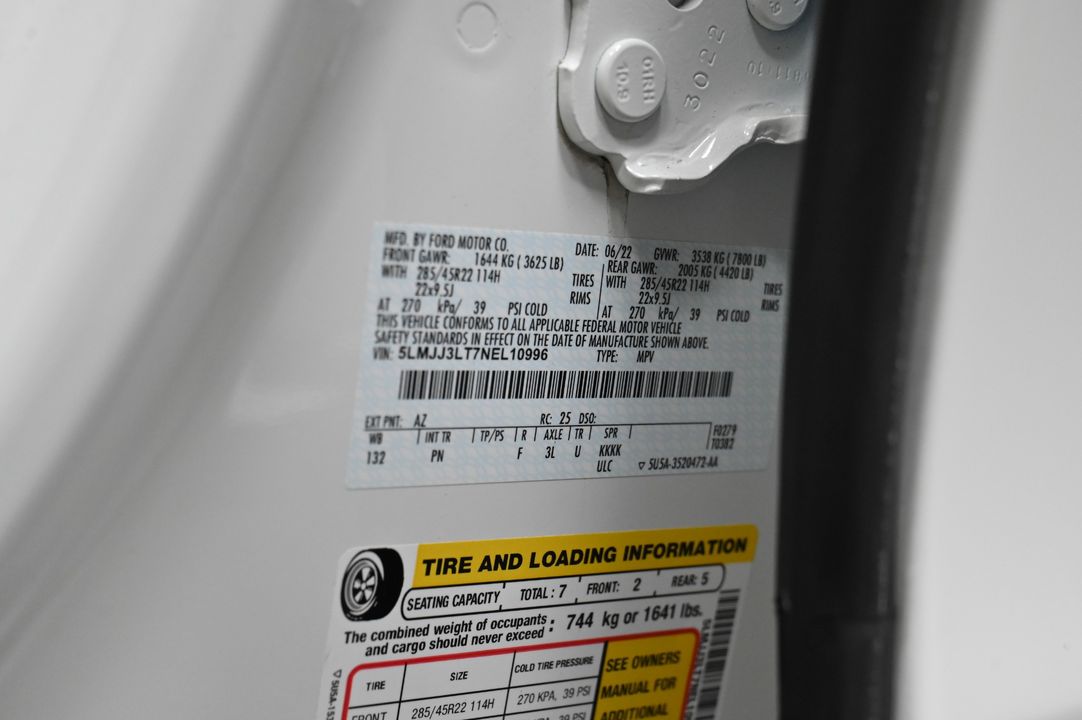 3022
10.9
MFD. BY FORD MOTOR CO.
DATE: 06/22 GVWR: 3538 KG ( 7800 LB)
FRONT GAWR: 1644 KG ( 3625 LB) REAR GAWR: 2005 KG ( 4420 LB)
WITH 285/45R22 114H TIRES WITH 285/45R22 114H TIRES
22x9.5J RIMS 22x9.5J RIMS
AT 270 kPa/ 39 PSI COLD AT 270 kPa/ 39 PSI COLD
THIS VEHICLE CONFORMS TO ALL APPLICABLE FEDERAL MOTOR VEHICLE
SAFETY STANDARDS IN EFFECT ON THE DATE OF MANUFACTURE SHOWN ABOVE.
VIN: 5LMJJ3LT7NEL10996 TYPE: MPV
EXT PNT: AZ RC: 25 DSO:
WB INT TR TP/PS R AXLE TR SPR F0279
T0382
132 PN F 3L U KKKK
ULC 5U5A-3520472-AA
TIRE AND LOADING INFORMATION
SEATING CAPACITY TOTAL : 7 FRONT: 2 REAR: 5
The combined weight of occupants
and cargo should never exceed : 744 kg or 1641 lbs.
TIRE SIZE COLD TIRE PRESSURE
FRONT 285/45R22 114H 270 KPA, 39 PSI
SEE OWNERS
MANUAL FOR
ADDITIONAL